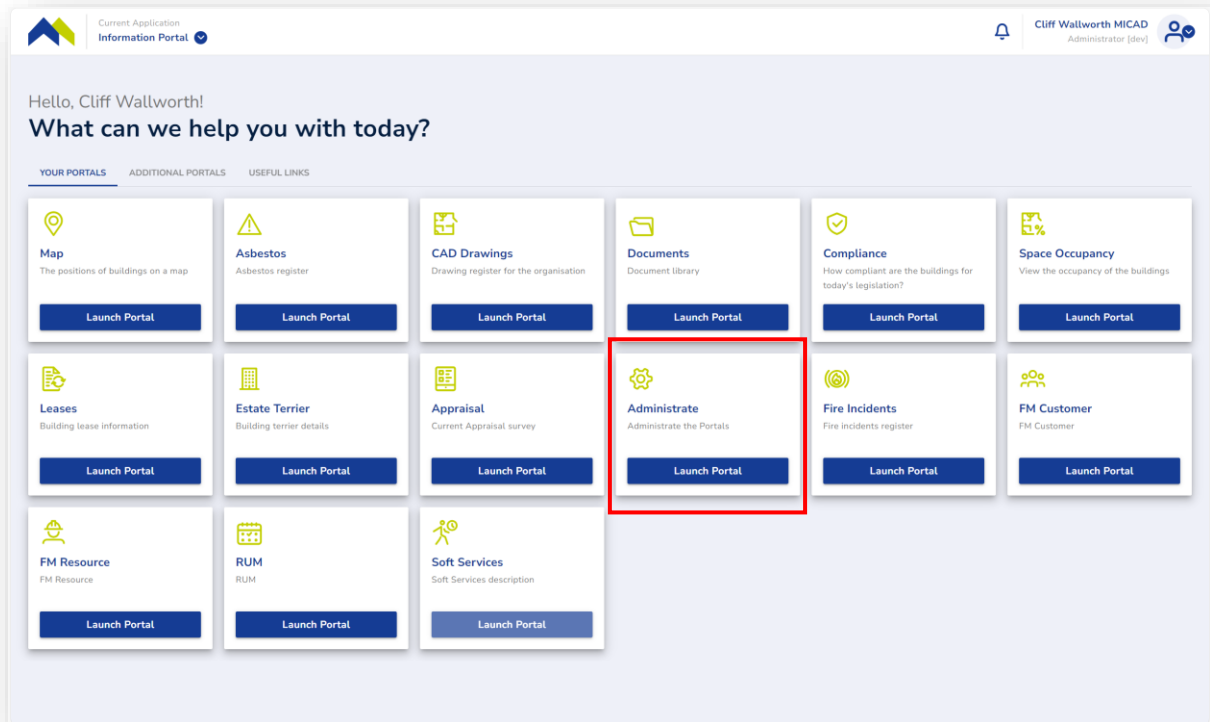 Current Application
Information Portal
Cliff Wallworth MICAD
Administrator [dev]
Hello, Cliff Wallworth!
What can we help you with today?
YOUR PORTALS
ADDITIONAL PORTALS
USEFUL LINKS
Map
The positions of buildings on a map
Launch Portal
Asbestos
Asbestos register
Launch Portal
CAD Drawings
Drawing register for the organisation
Launch Portal
Documents
Document library
Launch Portal
Compliance
How compliant are the buildings for
today's legislation?
Launch Portal
Space Occupancy
View the occupancy of the buildings
Launch Portal
Leases
Building lease information
Launch Portal
Estate Terrier
Building terrier details
Launch Portal
Appraisal
Current Appraisal survey
Launch Portal
Administrate
Administrate the Portals
Launch Portal
Fire Incidents
Fire incidents register
Launch Portal
FM Customer
FM Customer
Launch Portal
FM Resource
FM Resource
Launch Portal
RUM
RUM
Launch Portal
Soft Services
Soft Services description
Launch Portal